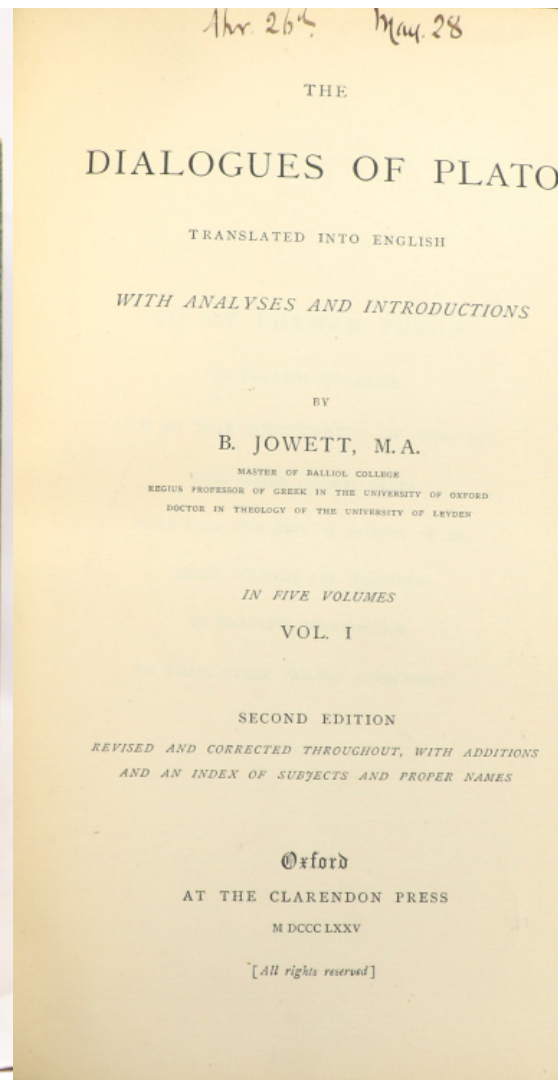 Apr. 26th. May. 28
THE
DIALOGUES OF PLATO
TRANSLATED INTO ENGLISH
WITH ANALYSES AND INTRODUCTIONS
BY
B. JOWETT, M.A.
MASTER OF BALLIOL COLLEGE
REGIUS PROFESSOR OF GREEK IN THE UNIVERSITY OF OXFORD
DOCTOR IN THEOLOGY OF THE UNIVERSITY OF LEYDEN
IN FIVE VOLUMES
VOL. I
SECOND EDITION
REVISED AND CORRECTED THROUGHOUT, WITH ADDITIONS
AND AN INDEX OF SUBJECTS AND PROPER NAMES
Oxford
AT THE CLARENDON PRESS
M DCCC LXXV
[All rights reserved]